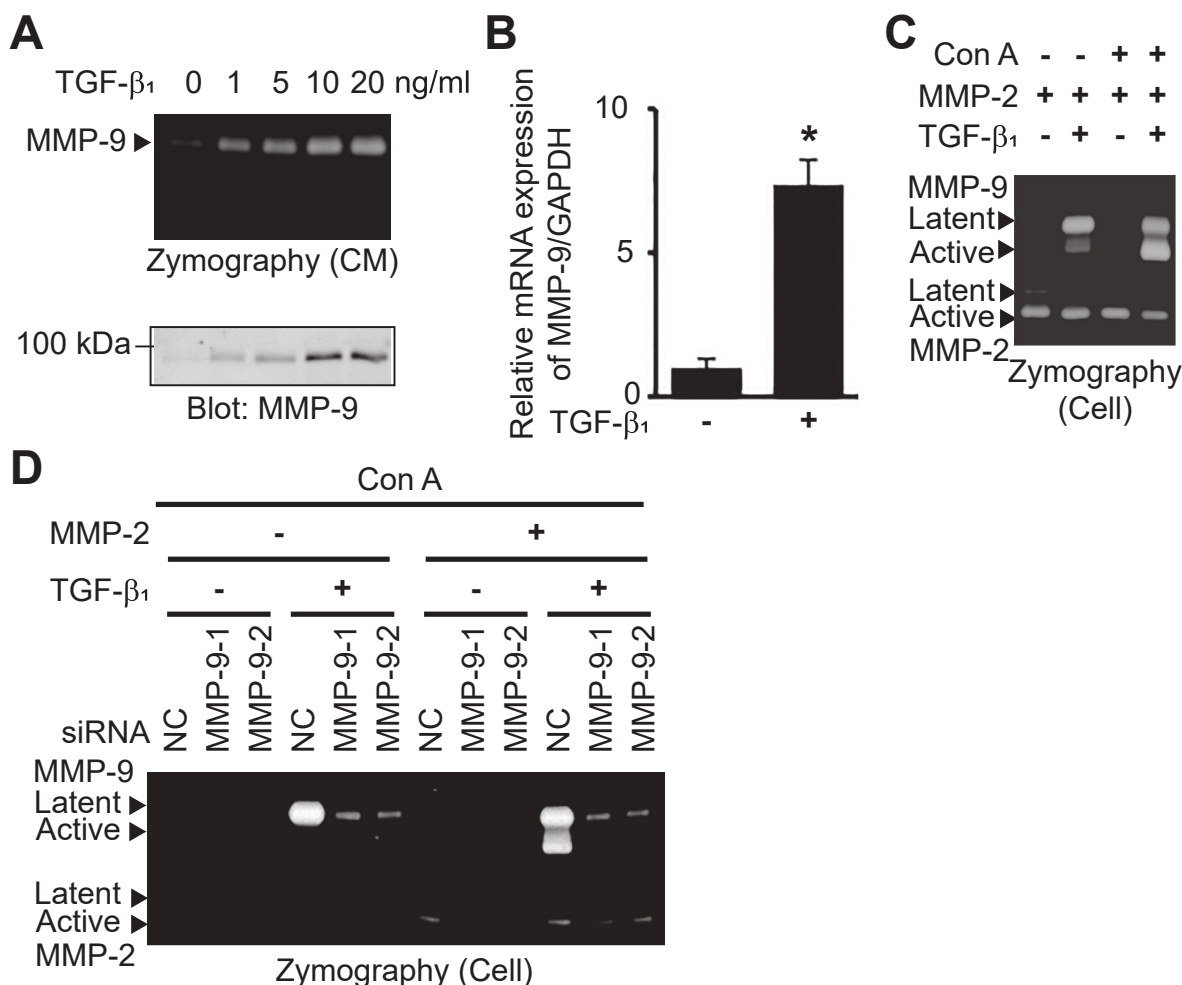 A
TGF-β₁ 0 1 5 10 20 ng/ml
MMP-9
Zymography (CM)
100 kDa
Blot: MMP-9
B
Relative mRNA expression
of MMP-9/GAPDH
10
5
0
TGF-β₁ - +
*
C
Con A - - + +
MMP-2 + + + +
TGF-β₁ - + - +
MMP-9
Latent
Active
Latent
Active
MMP-2
Zymography
(Cell)
D
Con A
MMP-2 - +
TGF-β₁ - + - +
siRNA NC MMP-9-1 MMP-9-2 NC MMP-9-1 MMP-9-2 NC MMP-9-1 MMP-9-2 NC MMP-9-1 MMP-9-2
MMP-9
Latent
Active
Latent
Active
MMP-2
Zymography (Cell)